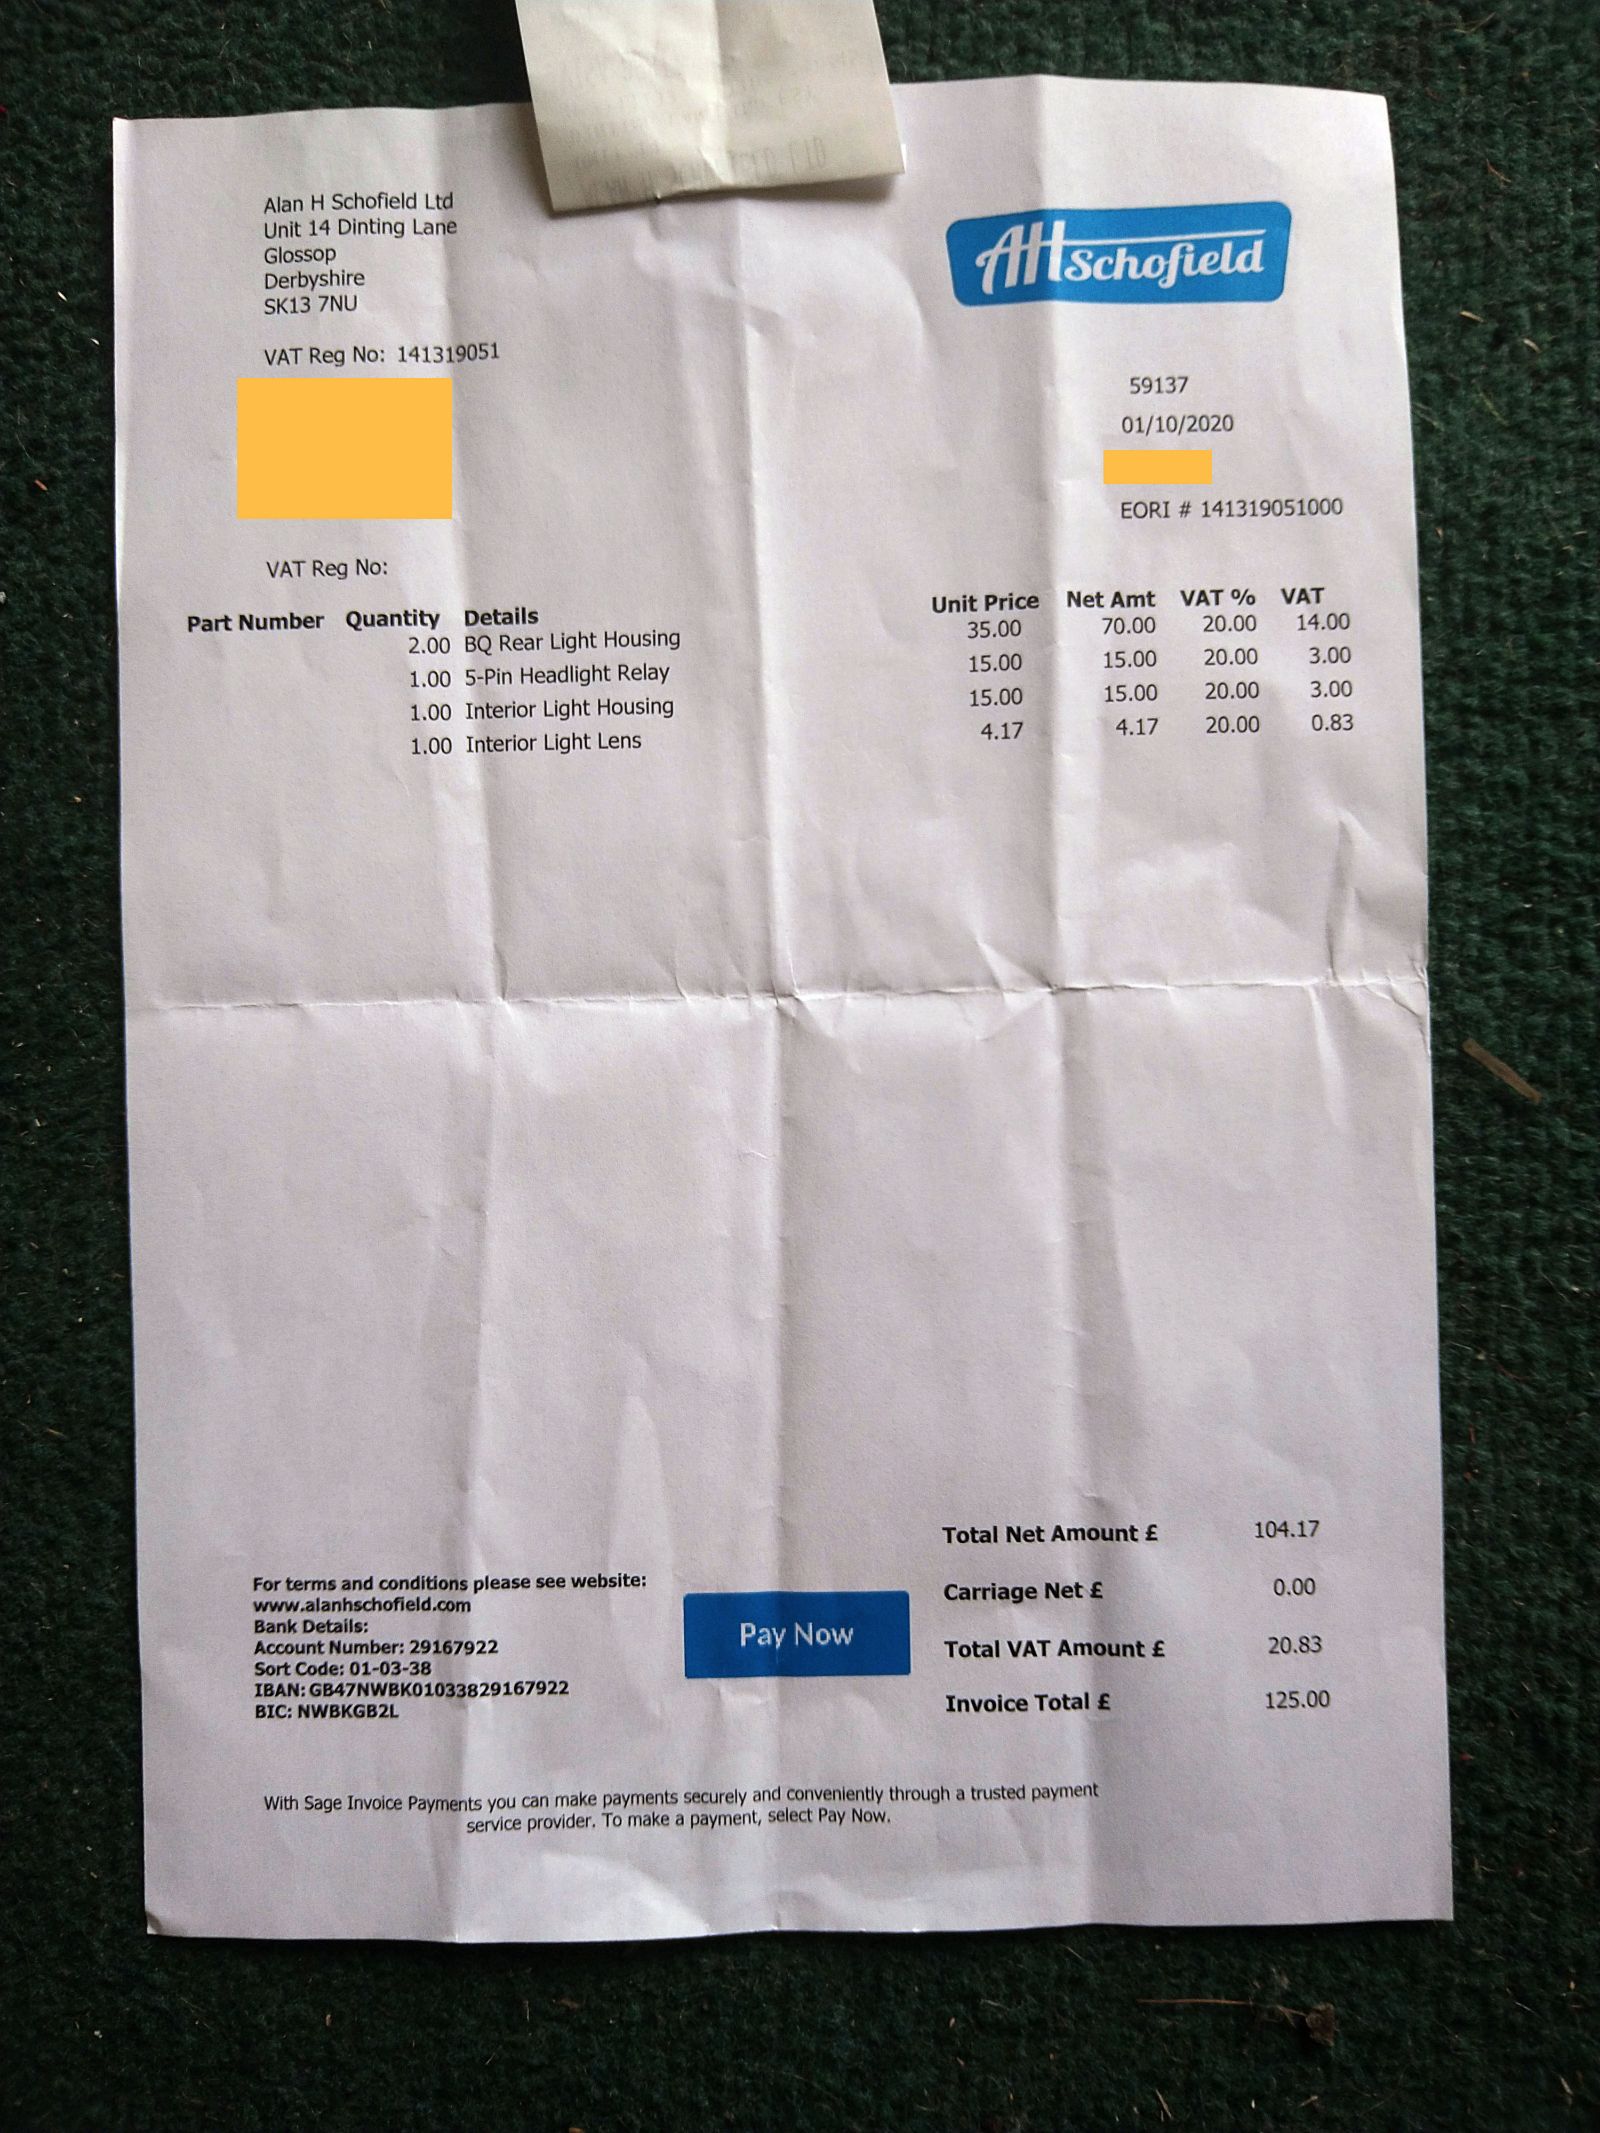 Alan H Schofield Ltd
Unit 14 Dinting Lane
Glossop
Derbyshire
SK13 7NU
VAT Reg No: 141319051
AHSchofield
59137
01/10/2020
EORI # 141319051000
VAT Reg No:
Part Number Quantity Details Unit Price Net Amt VAT % VAT
2.00 BQ Rear Light Housing 35.00 70.00 20.00 14.00
1.00 5-Pin Headlight Relay 15.00 15.00 20.00 3.00
1.00 Interior Light Housing 15.00 15.00 20.00 3.00
1.00 Interior Light Lens 4.17 4.17 20.00 0.83
For terms and conditions please see website:
www.alanhschofield.com
Bank Details:
Account Number: 29167922
Sort Code: 01-03-38
IBAN: GB47NWBK01033829167922
BIC: NWBKGB2L
Pay Now
Total Net Amount £ 104.17
Carriage Net £ 0.00
Total VAT Amount £ 20.83
Invoice Total £ 125.00
With Sage Invoice Payments you can make payments securely and conveniently through a trusted payment
service provider. To make a payment, select Pay Now.